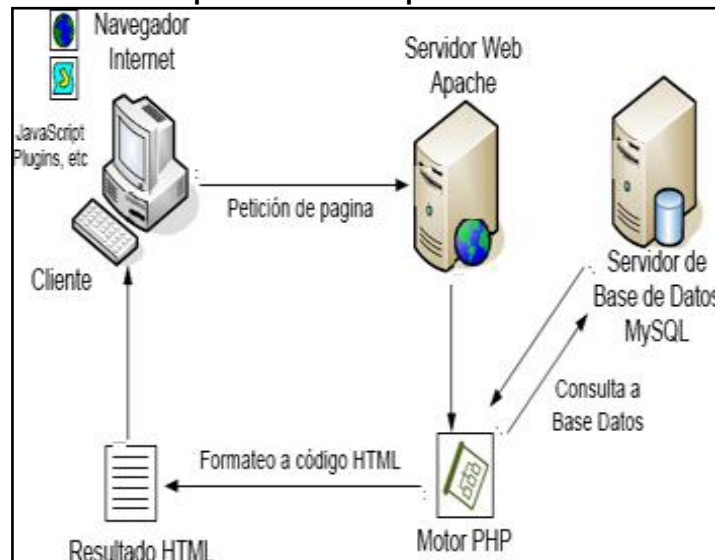 Navegador
Internet
JavaScript
Plugins, etc
Cliente
Petición de pagina
Servidor Web
Apache
Servidor de
Base de Datos
MySQL
Consulta a
Base Datos
Formateo a código HTML
Motor PHP
Resultado HTML